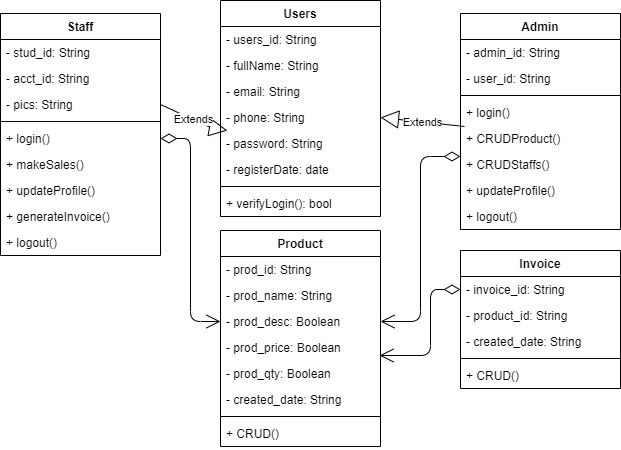 Staff
- stud_id: String
- acct_id: String
- pics: String
+ login()
+ makeSales()
+ updateProfile()
+ generateInvoice()
+ logout()
Extends
Users
- users_id: String
- fullName: String
- email: String
- phone: String
- password: String
- registerDate: date
+ verifyLogin(): bool
Extends
Admin
- admin_id: String
- user_id: String
+ login()
+ CRUDProduct()
+ CRUDStaffs()
+ updateProfile()
+ logout()
Product
- prod_id: String
- prod_name: String
- prod_desc: Boolean
- prod_price: Boolean
- prod_qty: Boolean
- created_date: String
+ CRUD()
Invoice
- invoice_id: String
- product_id: String
- created_date: String
+ CRUD()